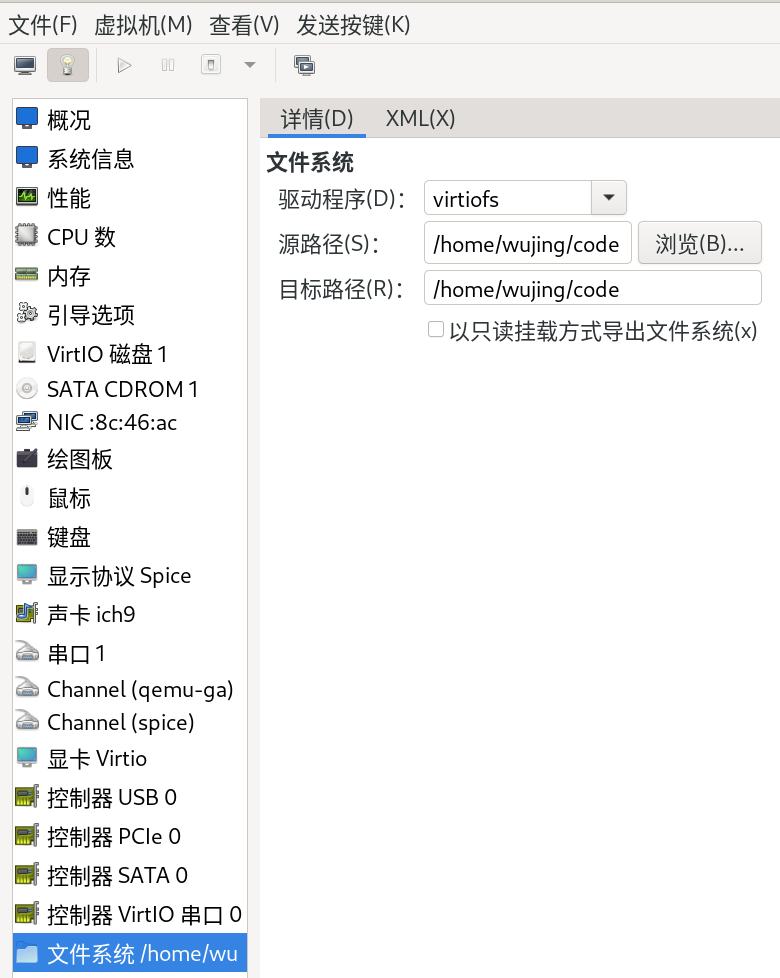 文件(F) 虚拟机(M) 查看(V) 发送按键(K)
概况
系统信息
性能
CPU 数
内存
引导选项
VirtIO 磁盘 1
SATA CDROM 1
NIC :8c:46:ac
绘图板
鼠标
键盘
显示协议 Spice
声卡 ich9
串口 1
Channel (qemu-ga)
Channel (spice)
显卡 Virtio
控制器 USB 0
控制器 PCIe 0
控制器 SATA 0
控制器 VirtIO 串口 0
文件系统 /home/wu
详情(D) XML(X)
文件系统
驱动程序(D)： virtiofs
源路径(S)： /home/wujing/code 浏览(B)...
目标路径(R)： /home/wujing/code
以只读挂载方式导出文件系统(x)